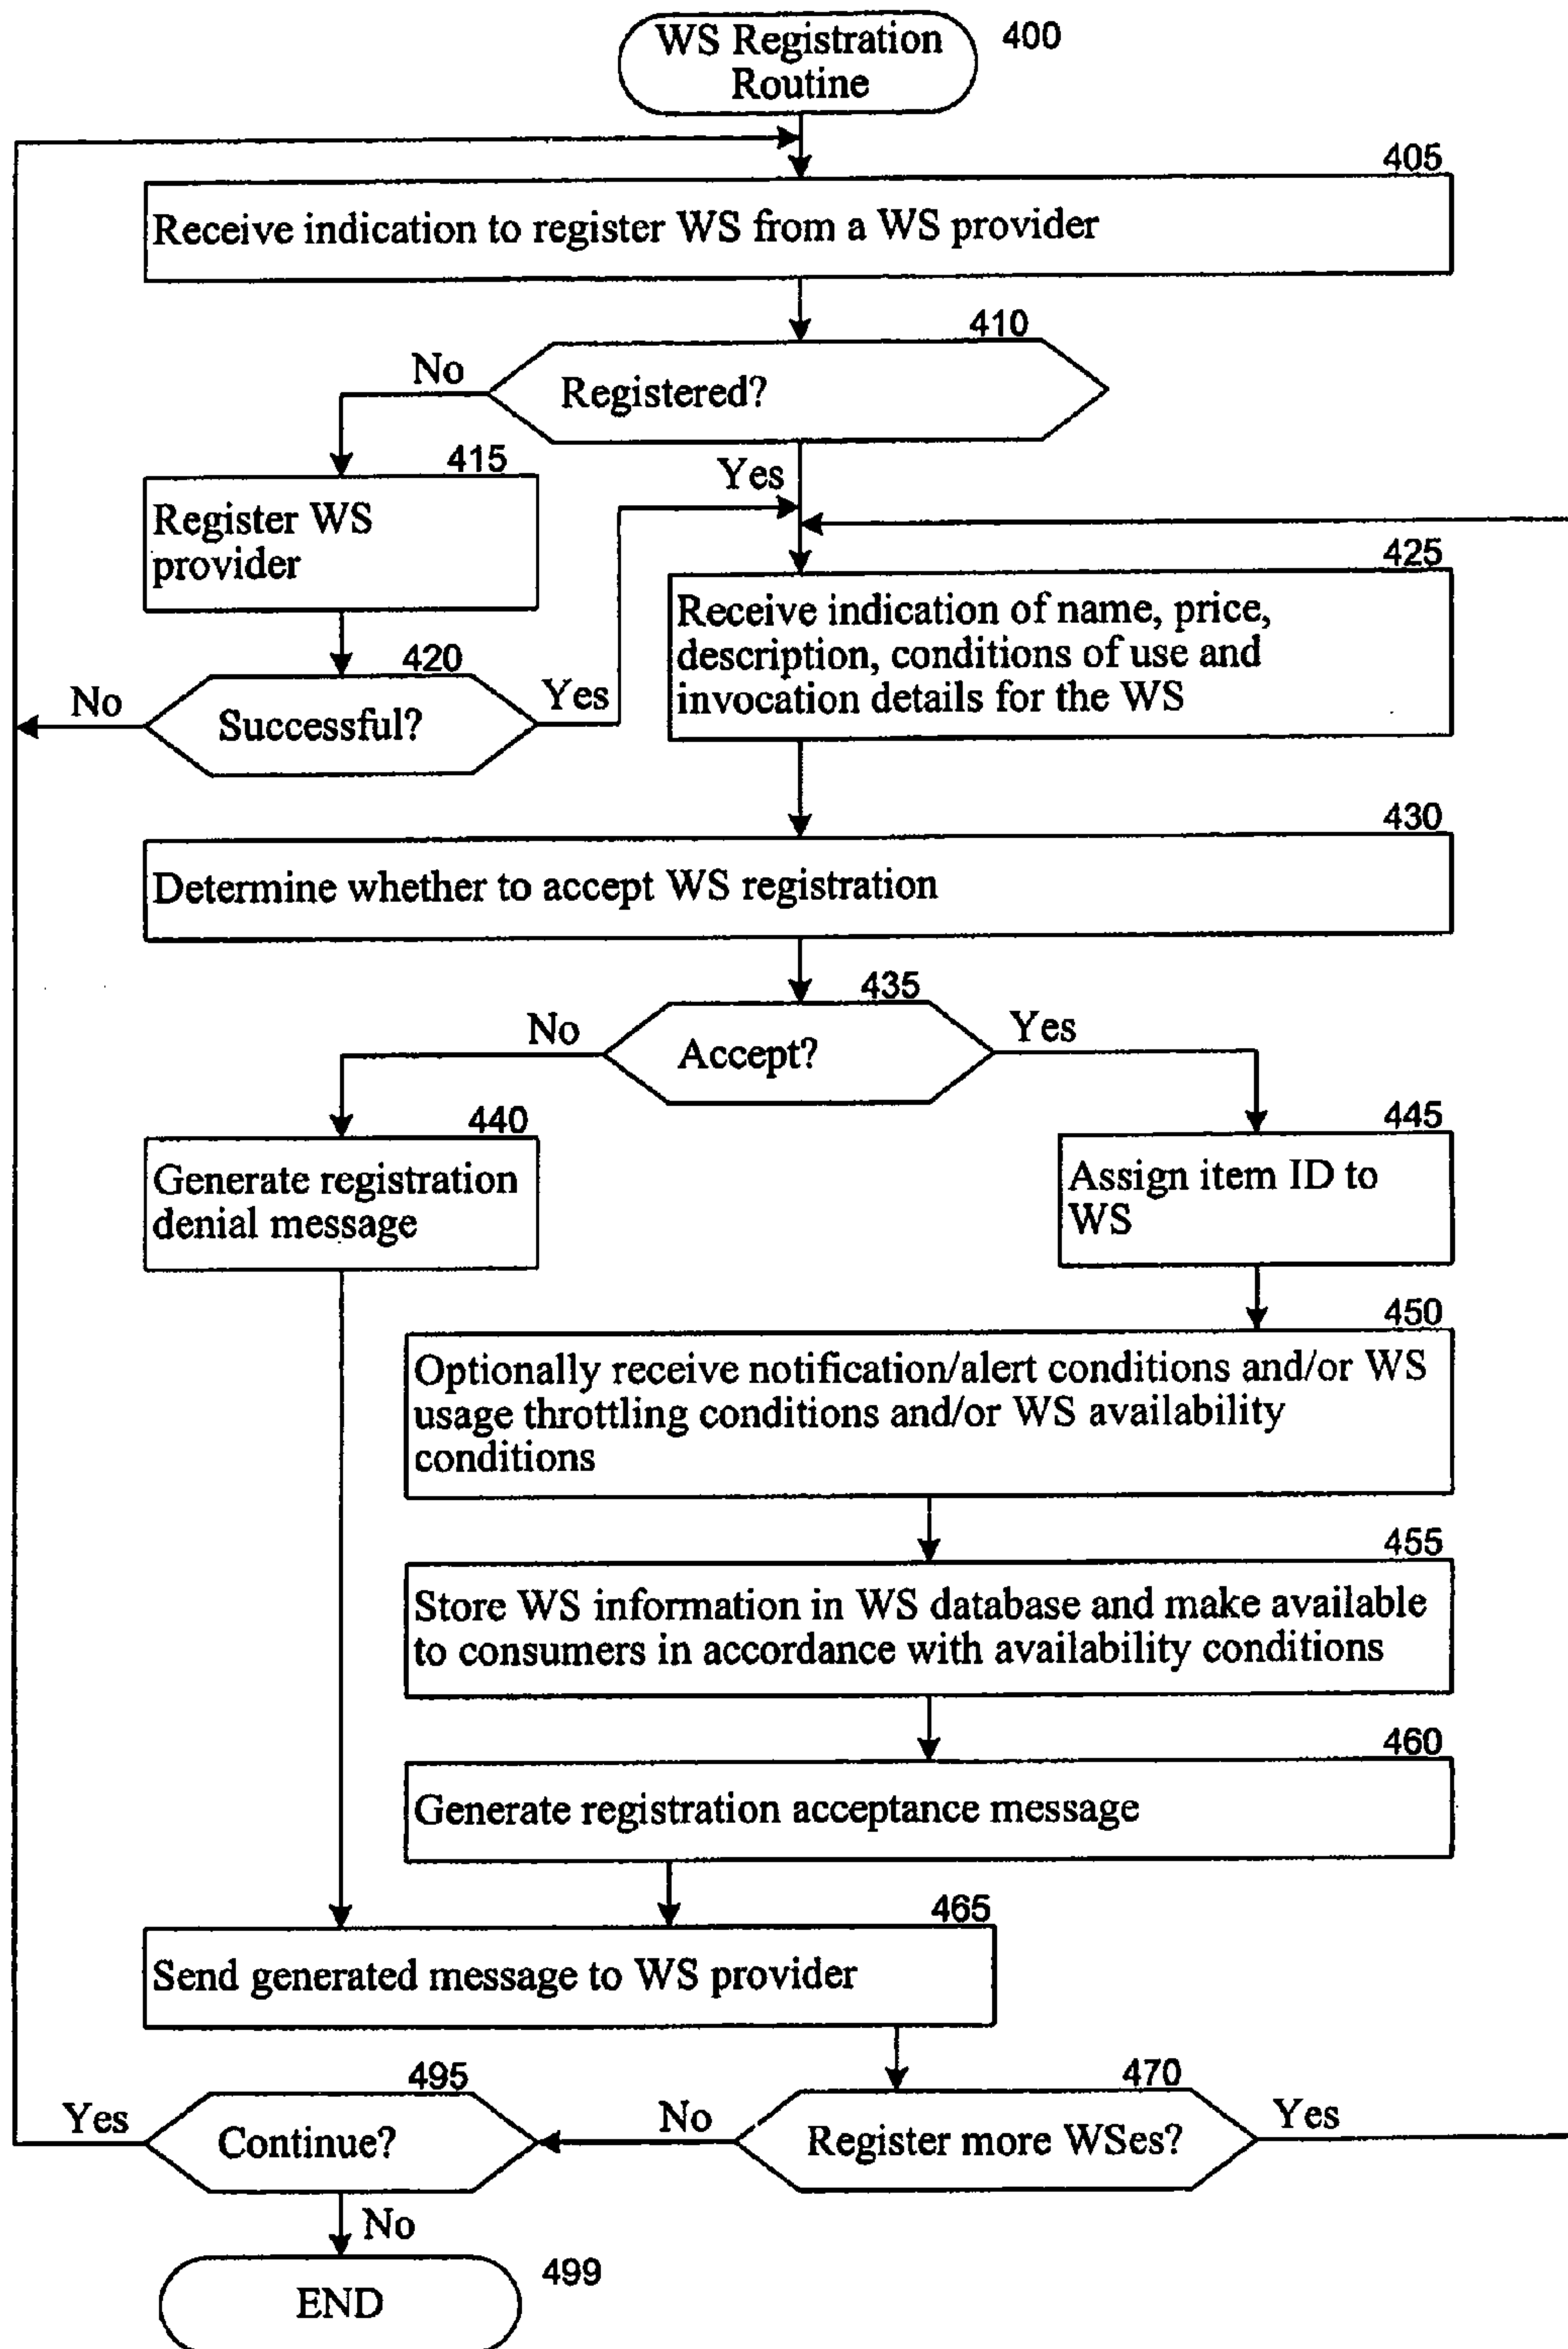 WS Registration
Routine
400
405
Receive indication to register WS from a WS provider
410
No
Registered?
415
Yes
Register WS
provider
425
Receive indication of name, price,
description, conditions of use and
invocation details for the WS
420
No
Successful?
Yes
430
Determine whether to accept WS registration
435
No
Accept?
Yes
440
Generate registration
denial message
445
Assign item ID to
WS
450
Optionally receive notification/alert conditions and/or WS
usage throttling conditions and/or WS availability
conditions
455
Store WS information in WS database and make available
to consumers in accordance with availability conditions
460
Generate registration acceptance message
465
Send generated message to WS provider
495
470
Yes
Continue?
No
Register more WSes?
Yes
No
END
499